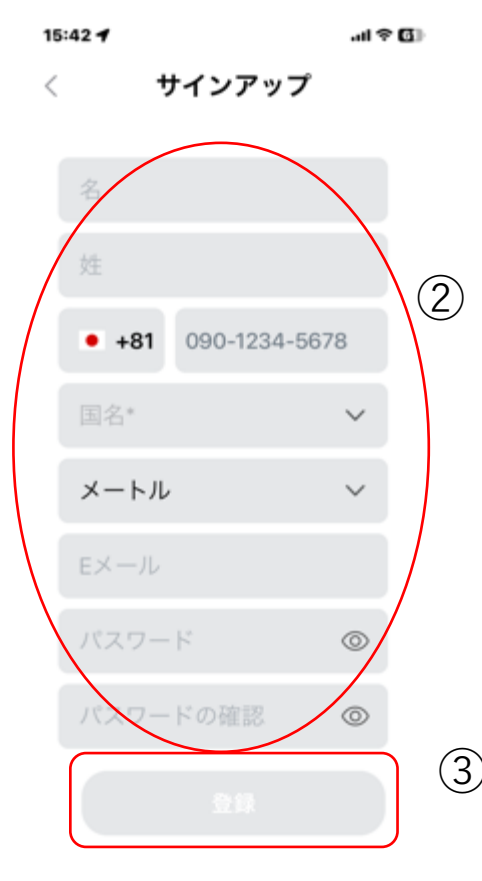 15:42
サインアップ
名
姓
②
+81 090-1234-5678
国名*
メートル
Eメール
パスワード
パスワードの確認
③
登録